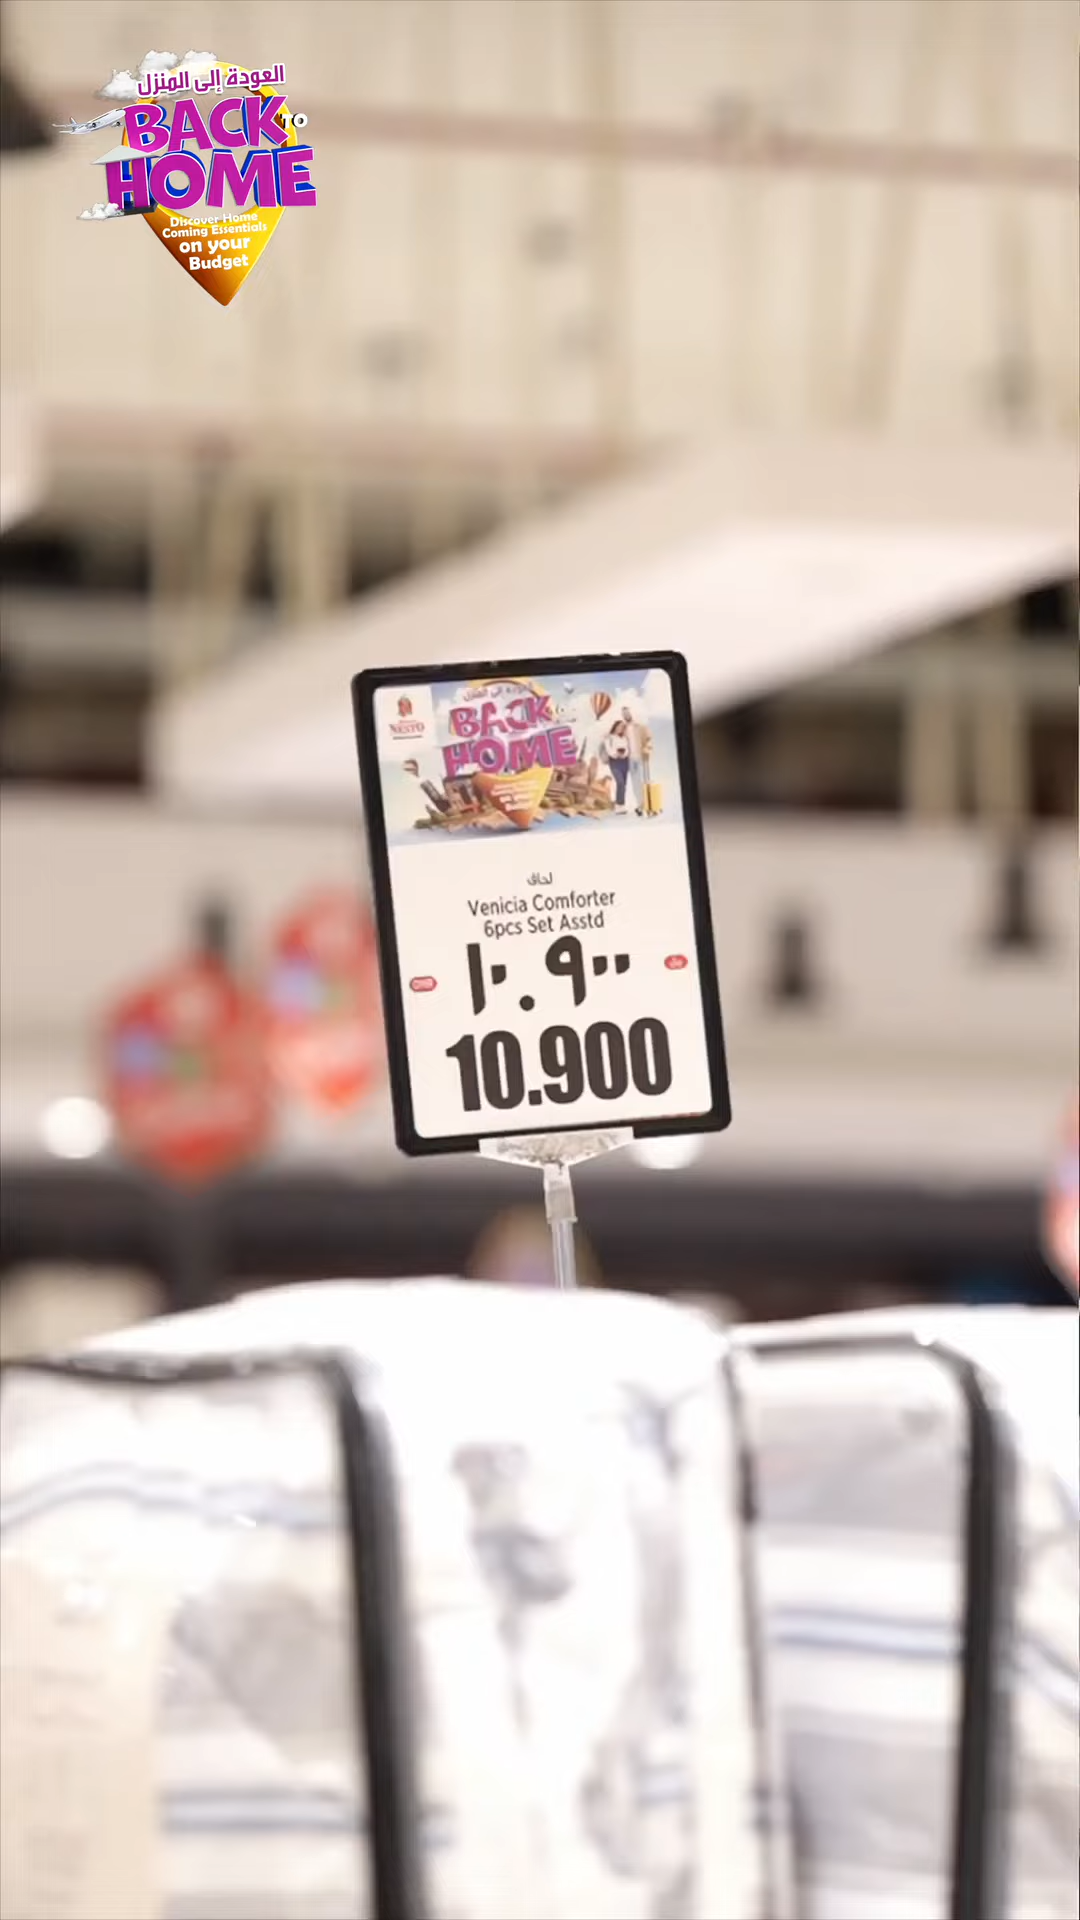 العودة إلى المنزل
BACK TO
HOME
Discover Home
Coming Essentials
on your
Budget
NESTO
BACK
HOME
لحاف
Venicia Comforter
6pcs Set Asstd
١٠.٩٠٠
10.900